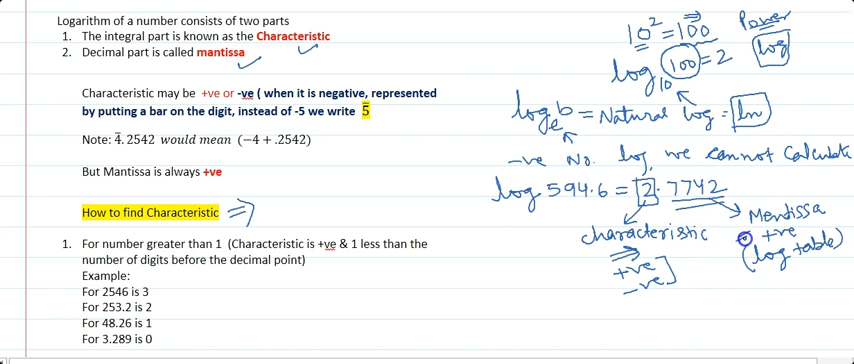 Logarithm of a number consists of two parts
1. The integral part is known as the Characteristic
2. Decimal part is called mantissa
Characteristic may be +ve or -ve ( when it is negative, represented
by putting a bar on the digit, instead of -5 we write 5̅
Note: 4̅.2542 would mean (−4 + .2542)
But Mantissa is always +ve
How to find Characteristic ⇒
1. For number greater than 1 (Characteristic is +ve & 1 less than the
number of digits before the decimal point)
Example:
For 2546 is 3
For 253.2 is 2
For 48.26 is 1
For 3.289 is 0
10² = 100 Power
log₁₀ 100 = 2 log
logₑ b = Natural log = ln
-ve No. log, we cannot Calculate
log 594.6 = 2.7742
characteristic
+ve
-ve
Mentissa
+ve
(log table)